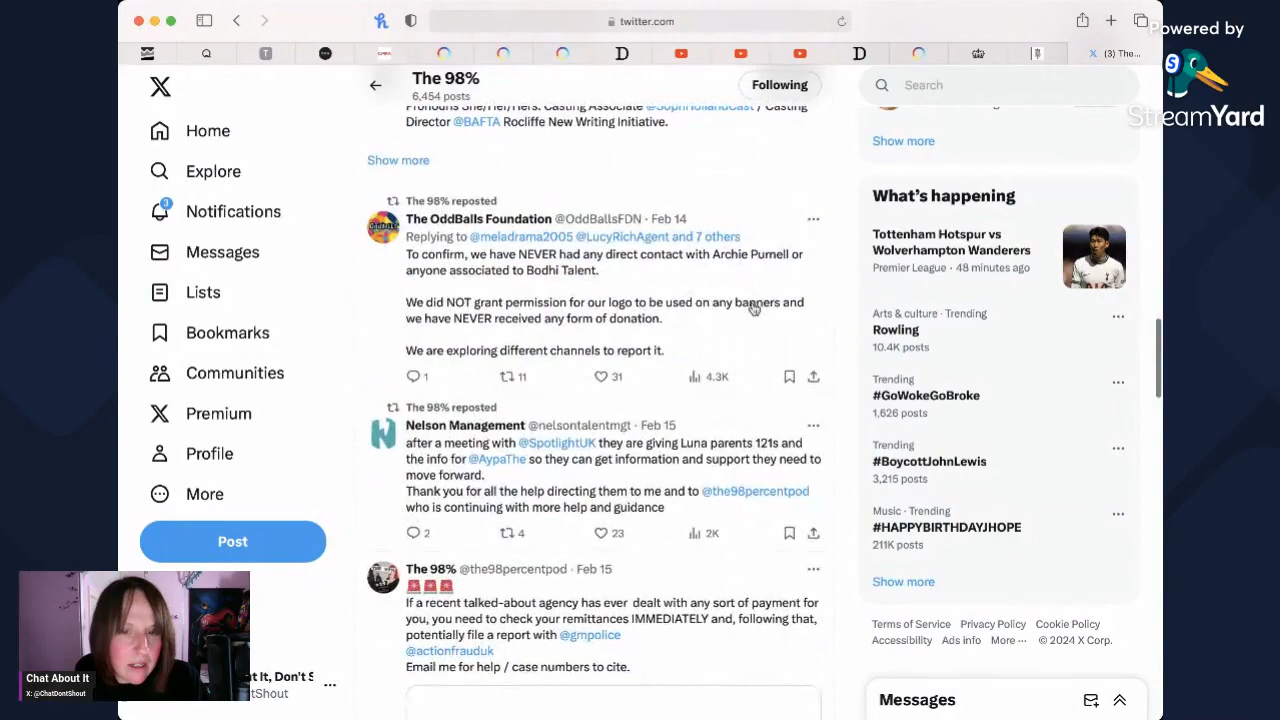 twitter.com
(3) The...
Powered by
StreamYard
The 98%
6,454 posts
Following
Search
Home
Explore
3
Notifications
Messages
Lists
Bookmarks
Communities
Premium
Profile
More
Post
Pronouns She/Her/Hers. Casting Associate @SophHollandCast / Casting
Director @BAFTA Rocliffe New Writing Initiative.
Show more
The 98% reposted
The OddBalls Foundation @OddBallsFDN · Feb 14
Replying to @meladrama2005 @LucyRichAgent and 7 others
To confirm, we have NEVER had any direct contact with Archie Purnell or
anyone associated to Bodhi Talent.
We did NOT grant permission for our logo to be used on any banners and
we have NEVER received any form of donation.
We are exploring different channels to report it.
1
11
31
4.3K
The 98% reposted
Nelson Management @nelsontalentmgt · Feb 15
after a meeting with @SpotlightUK they are giving Luna parents 121s and
the info for @AypaThe so they can get information and support they need to
move forward.
Thank you for all the help directing them to me and to @the98percentpod
who is continuing with more help and guidance
2
4
23
2K
The 98% @the98percentpod · Feb 15
If a recent talked-about agency has ever dealt with any sort of payment for
you, you need to check your remittances IMMEDIATELY and, following that,
potentially file a report with @gmpolice
@actionfrauduk
Email me for help / case numbers to cite.
Show more
What's happening
Tottenham Hotspur vs
Wolverhampton Wanderers
Premier League · 48 minutes ago
Arts & culture · Trending
Rowling
10.4K posts
Trending
#GoWokeGoBroke
1,626 posts
Trending
#BoycottJohnLewis
3,215 posts
Music · Trending
#HAPPYBIRTHDAYJHOPE
211K posts
Show more
Terms of Service Privacy Policy Cookie Policy
Accessibility Ads info More ··· © 2024 X Corp.
Messages
Chat About It
X: @ChatDontShout
t It, Don't S
tShout